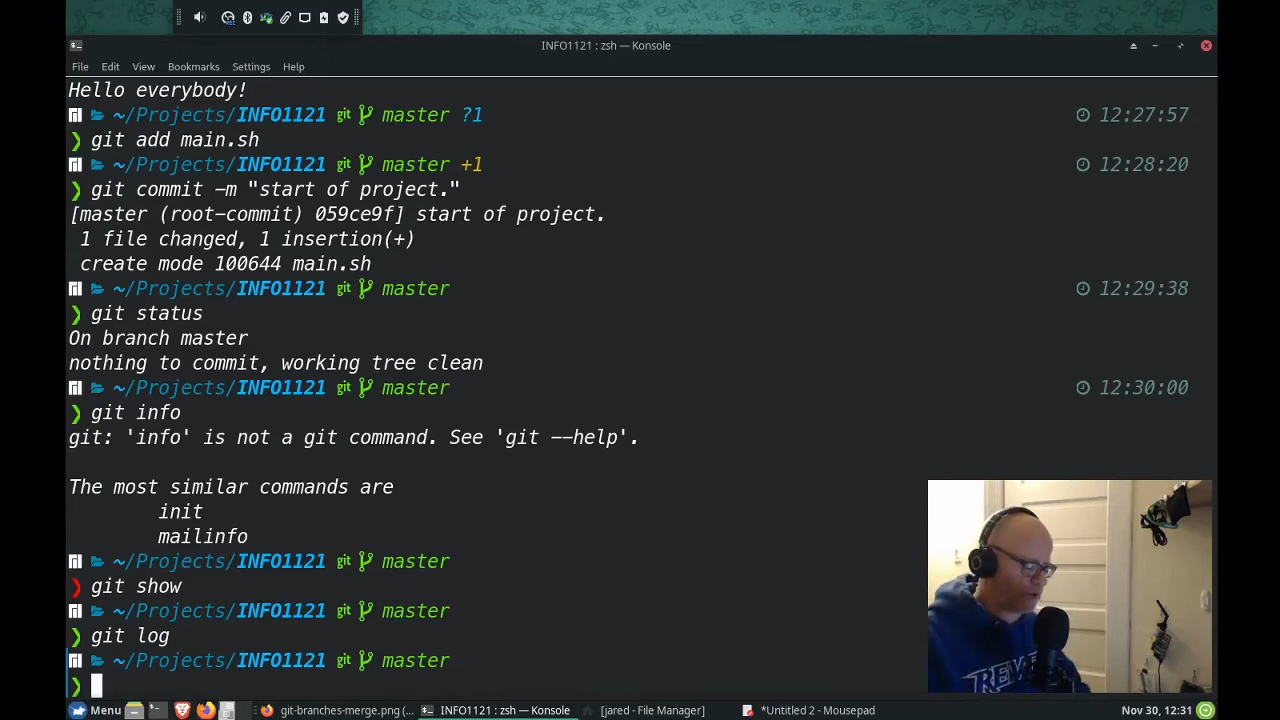 INFO1121 : zsh — Konsole
File Edit View Bookmarks Settings Help
Hello everybody!
~/Projects/INFO1121 git master ?1 12:27:57
❯ git add main.sh
~/Projects/INFO1121 git master +1 12:28:20
❯ git commit -m "start of project."
[master (root-commit) 059ce9f] start of project.
1 file changed, 1 insertion(+)
create mode 100644 main.sh
~/Projects/INFO1121 git master 12:29:38
❯ git status
On branch master
nothing to commit, working tree clean
~/Projects/INFO1121 git master 12:30:00
❯ git info
git: 'info' is not a git command. See 'git --help'.
The most similar commands are
init
mailinfo
~/Projects/INFO1121 git master
❯ git show
~/Projects/INFO1121 git master
❯ git log
~/Projects/INFO1121 git master
❯
Menu git-branches-merge.png (... INFO1121 : zsh — Konsole [jared - File Manager] *Untitled 2 - Mousepad Nov 30, 12:31